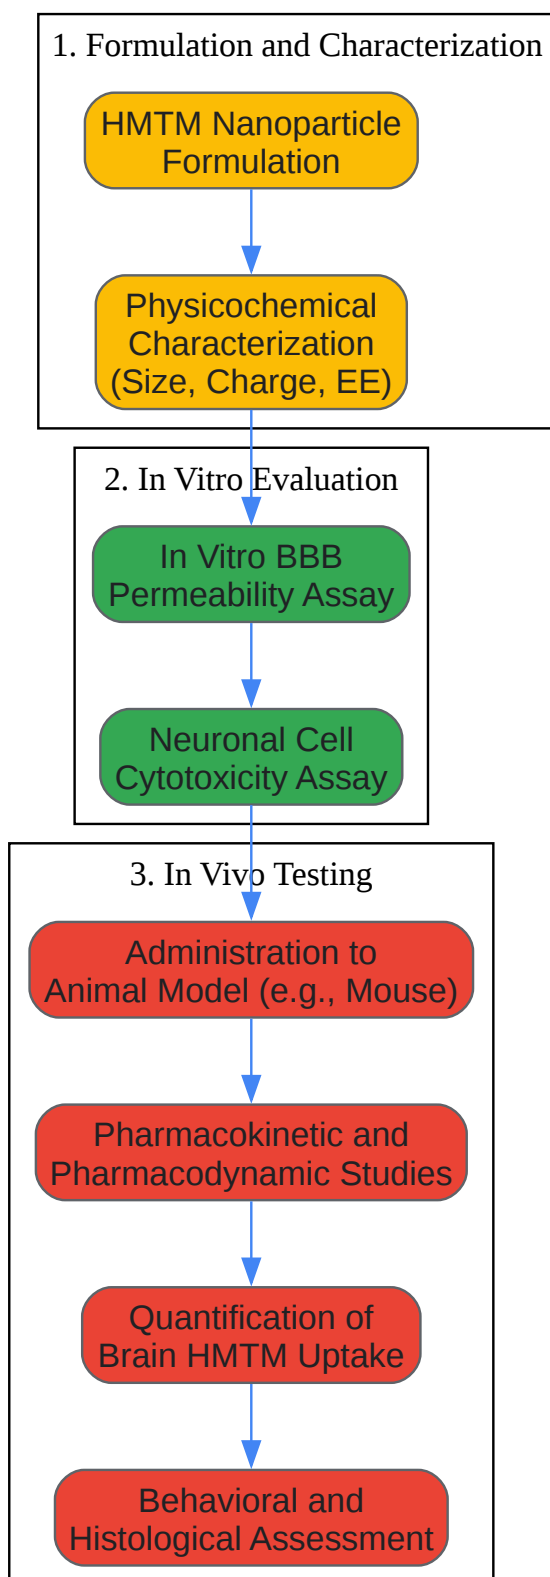 1. Formulation and Characterization
HMTM Nanoparticle
Formulation
Physicochemical
Characterization
(Size, Charge, EE)
2. In Vitro Evaluation
In Vitro BBB
Permeability Assay
Neuronal Cell
Cytotoxicity Assay
3. In Vivo Testing
Administration to
Animal Model (e.g., Mouse)
Pharmacokinetic and
Pharmacodynamic Studies
Quantification of
Brain HMTM Uptake
Behavioral and
Histological Assessment